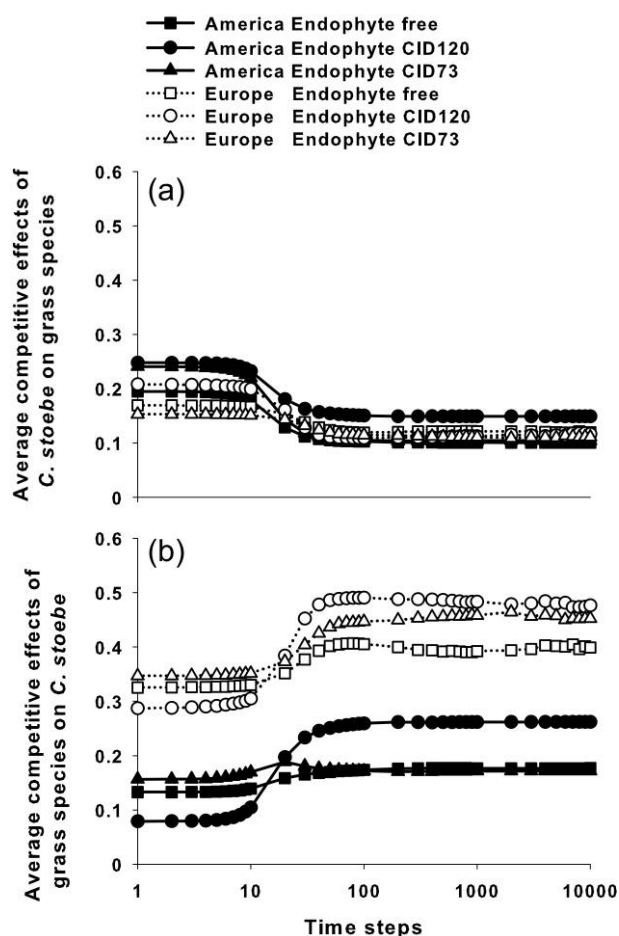 America Endophyte free
America Endophyte CID120
America Endophyte CID73
Europe Endophyte free
Europe Endophyte CID120
Europe Endophyte CID73
(a)
Average competitive effects of
C. stoebe on grass species
0.6
0.5
0.4
0.3
0.2
0.1
0
(b)
Average competitive effects of
grass species on C. stoebe
0.6
0.5
0.4
0.3
0.2
0.1
0
1 10 100 1000 10000
Time steps